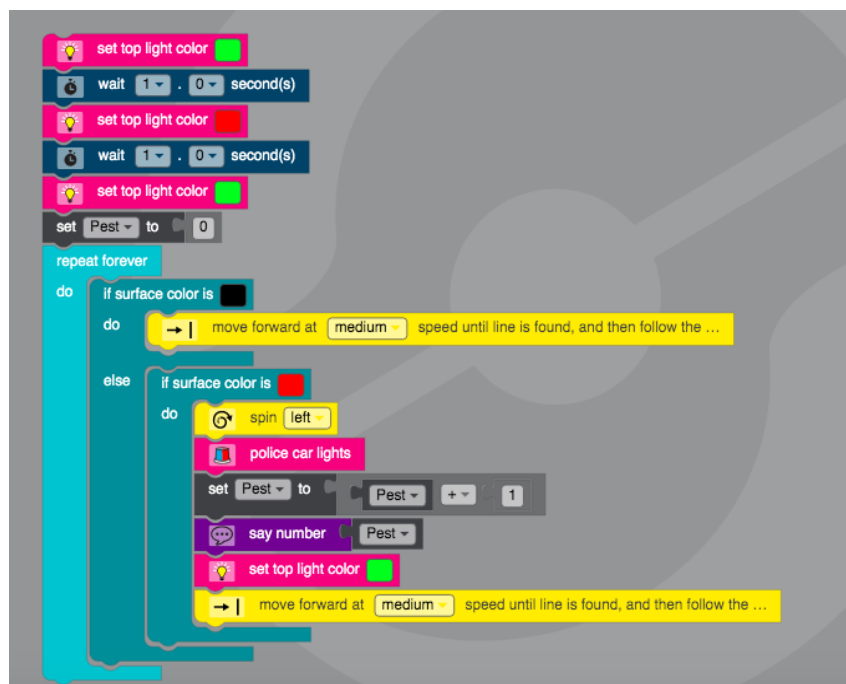 set top light color
wait 1 . 0 second(s)
set top light color
wait 1 . 0 second(s)
set top light color
set Pest to 0
repeat forever
do if surface color is
do move forward at medium speed until line is found, and then follow the ...
else if surface color is
do spin left
police car lights
set Pest to Pest + 1
say number Pest
set top light color
move forward at medium speed until line is found, and then follow the ...